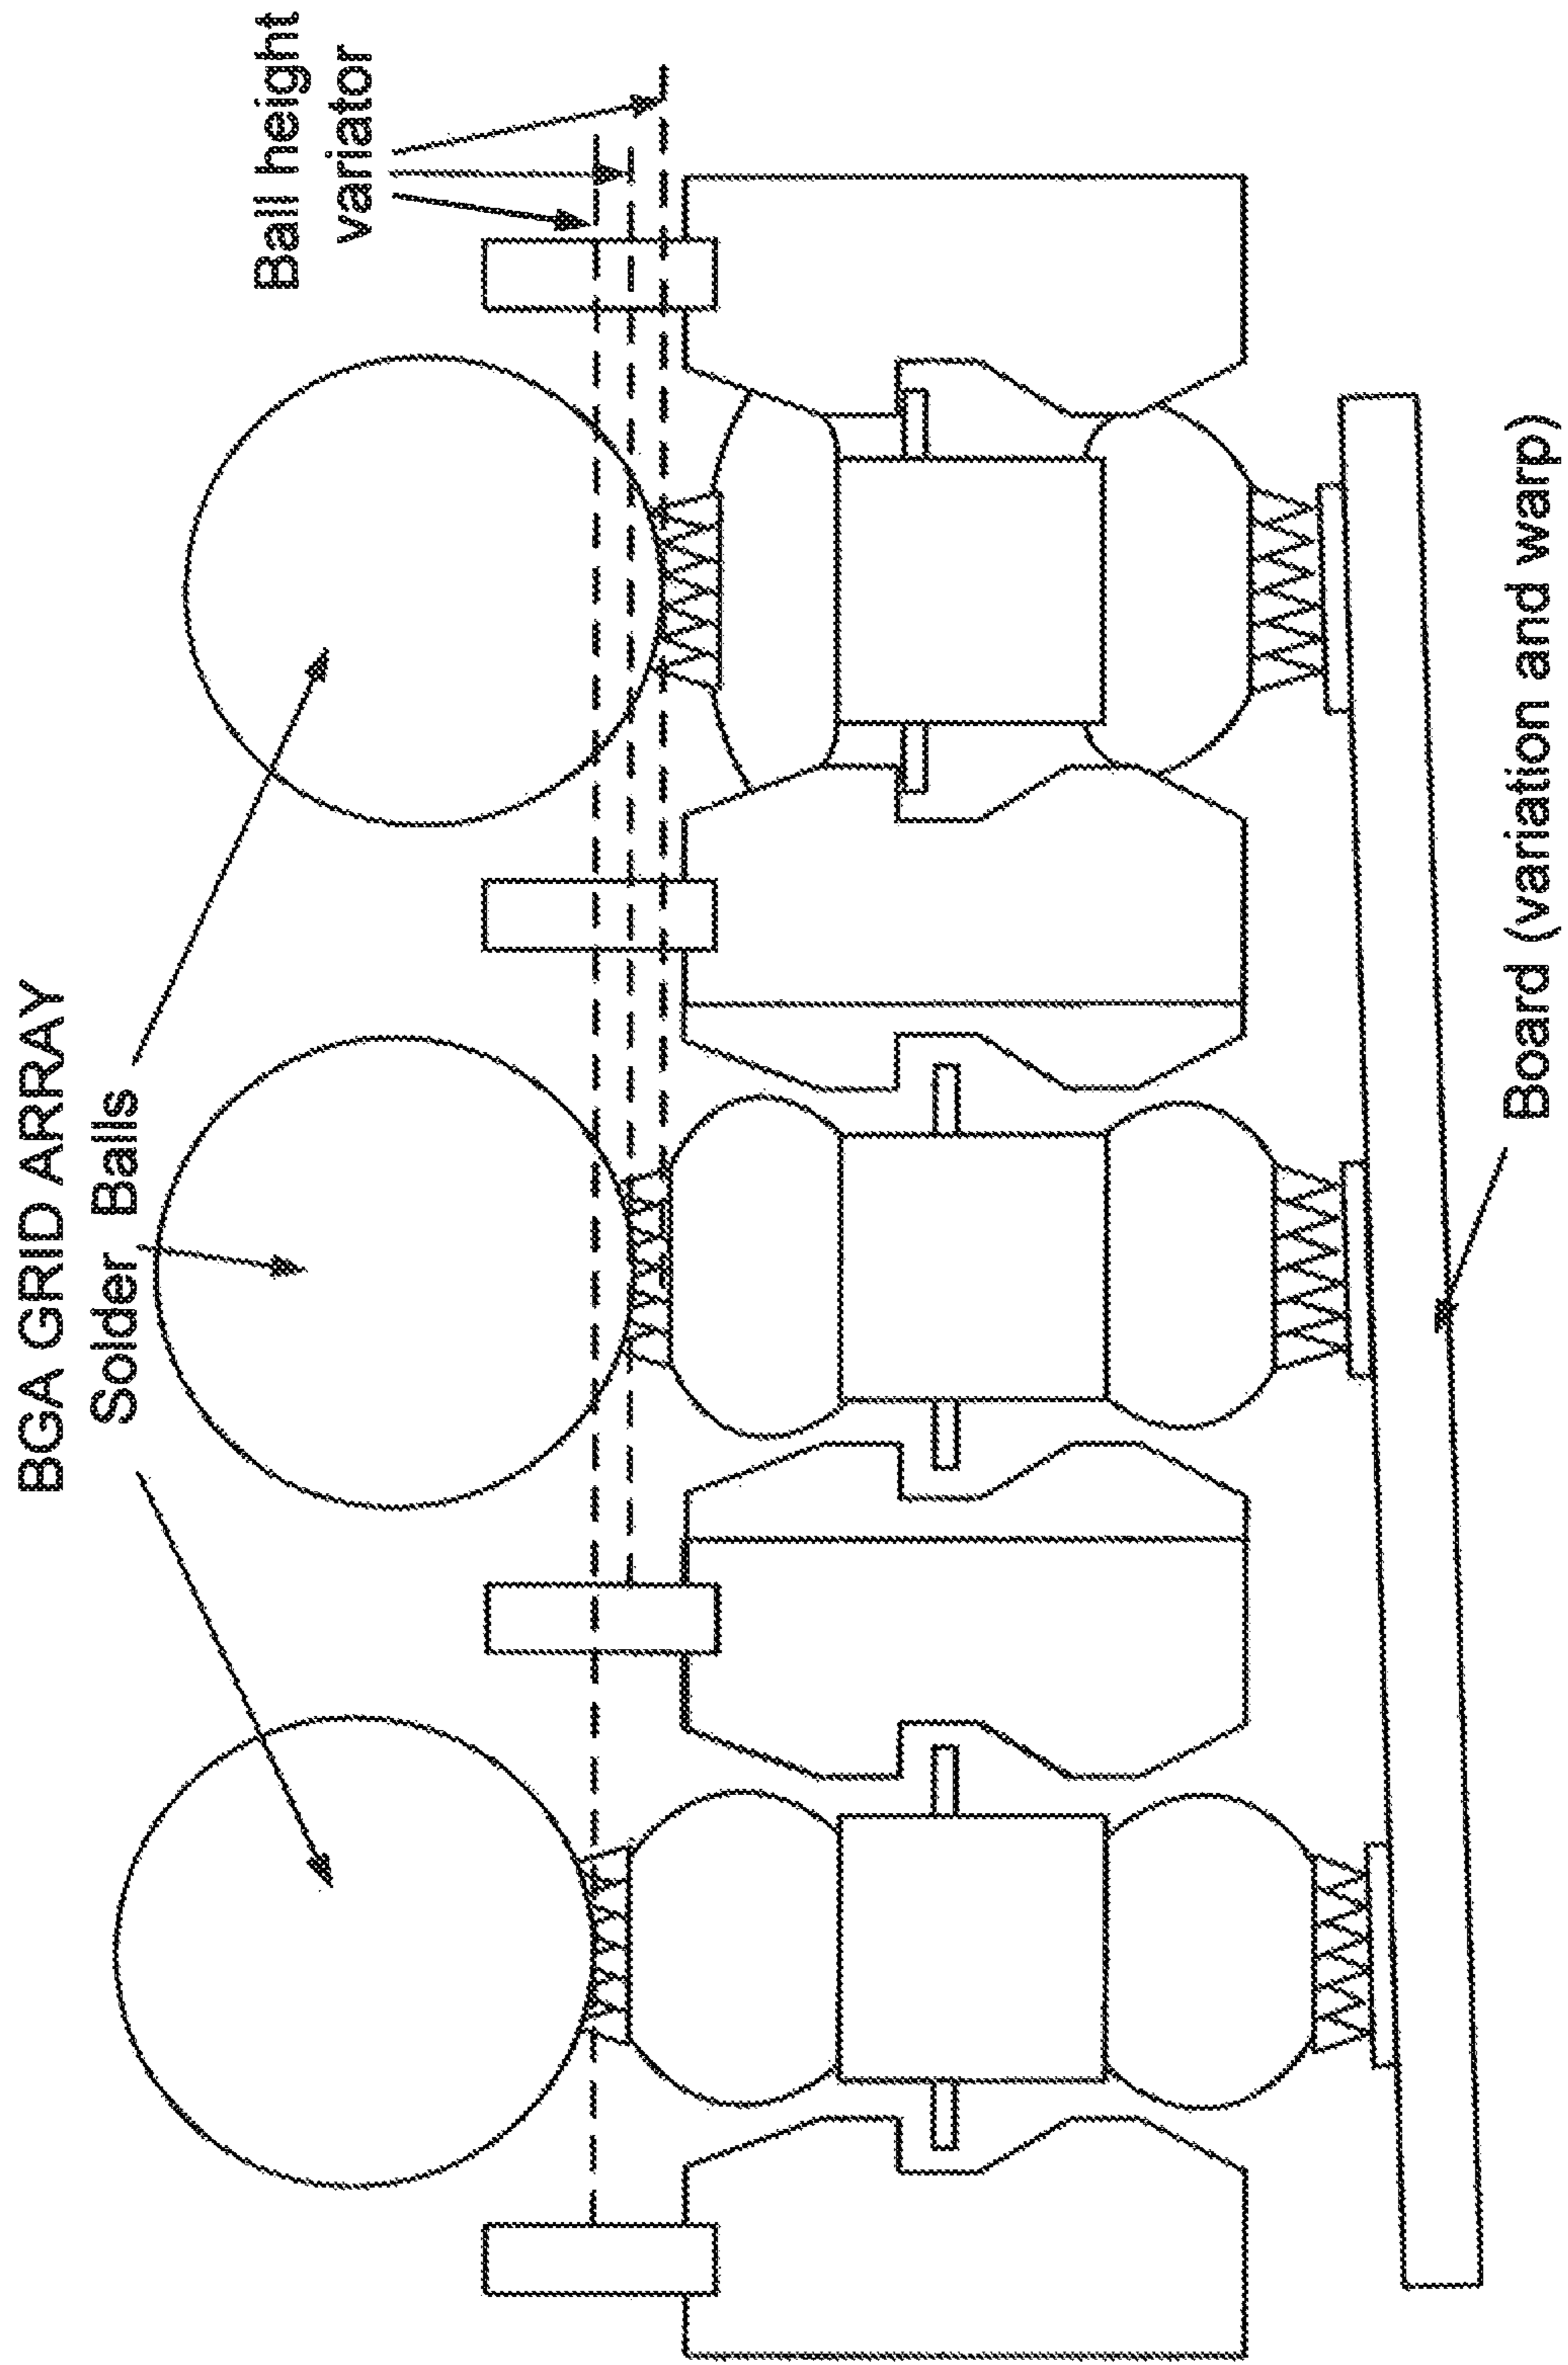 BGA GRID ARRAY
Solder Balls
Ball height
variator
Board (variation and warp)